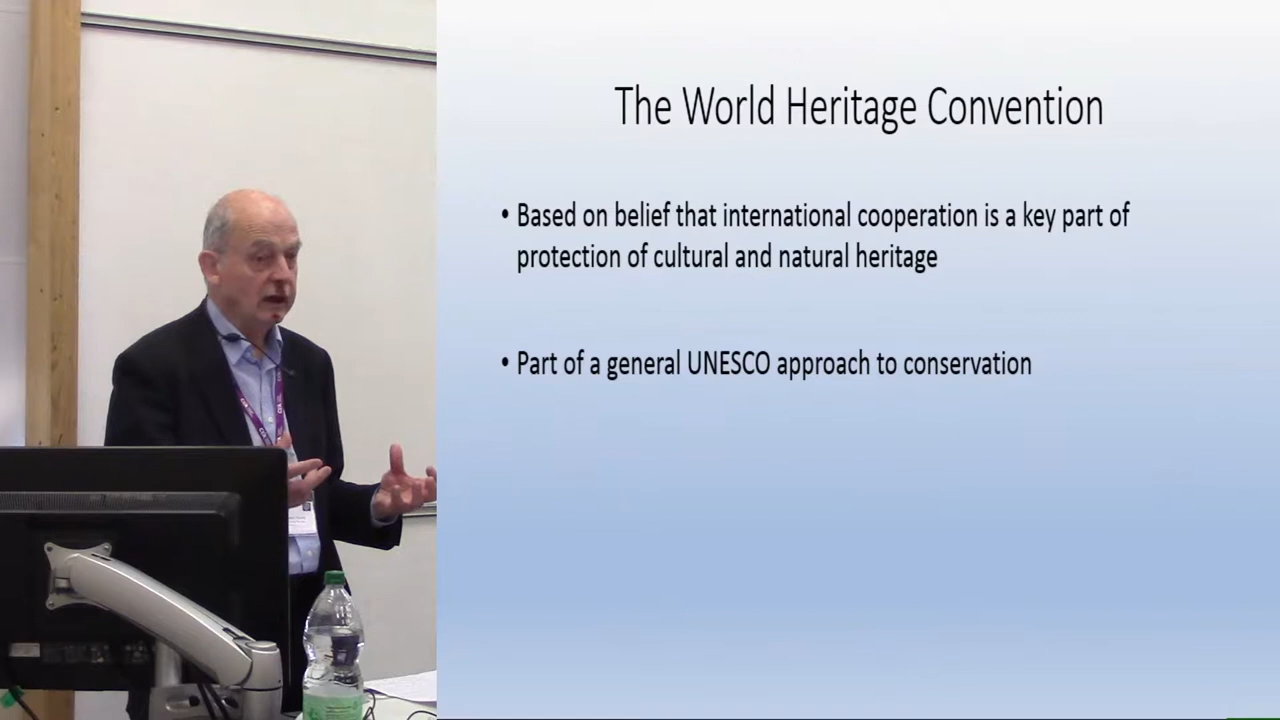 The World Heritage Convention
• Based on belief that international cooperation is a key part of
protection of cultural and natural heritage
• Part of a general UNESCO approach to conservation